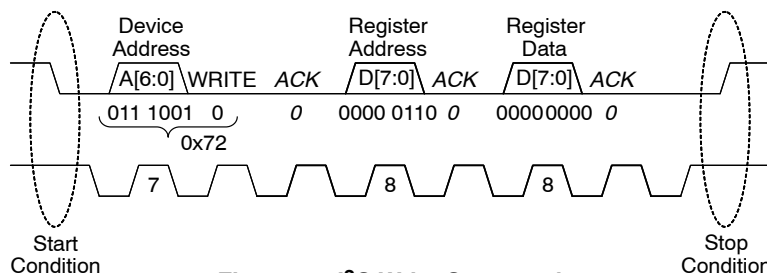 Device Register Register
Address Address Data
A[6:0] WRITE ACK D[7:0] ACK D[7:0] ACK
011 1001 0 0 0000 0110 0 00000000 0
0x72
7 8 8
Start Stop
Condition Condition